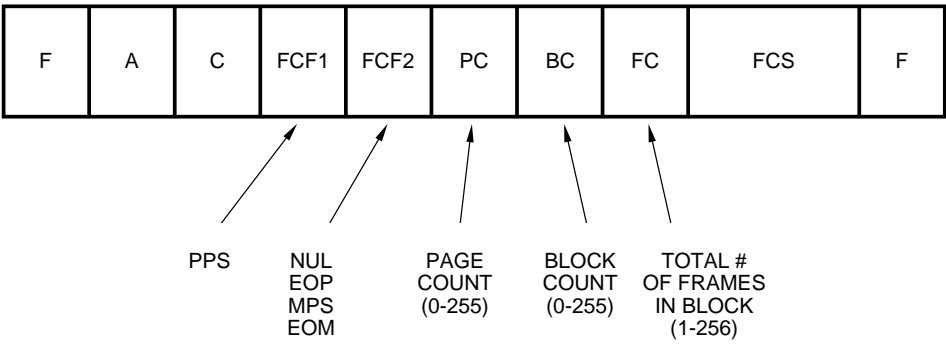 F A C FCF1 FCF2 PC BC FC FCS F
PPS
NUL
EOP
MPS
EOM
PAGE
COUNT
(0-255)
BLOCK
COUNT
(0-255)
TOTAL #
OF FRAMES
IN BLOCK
(1-256)